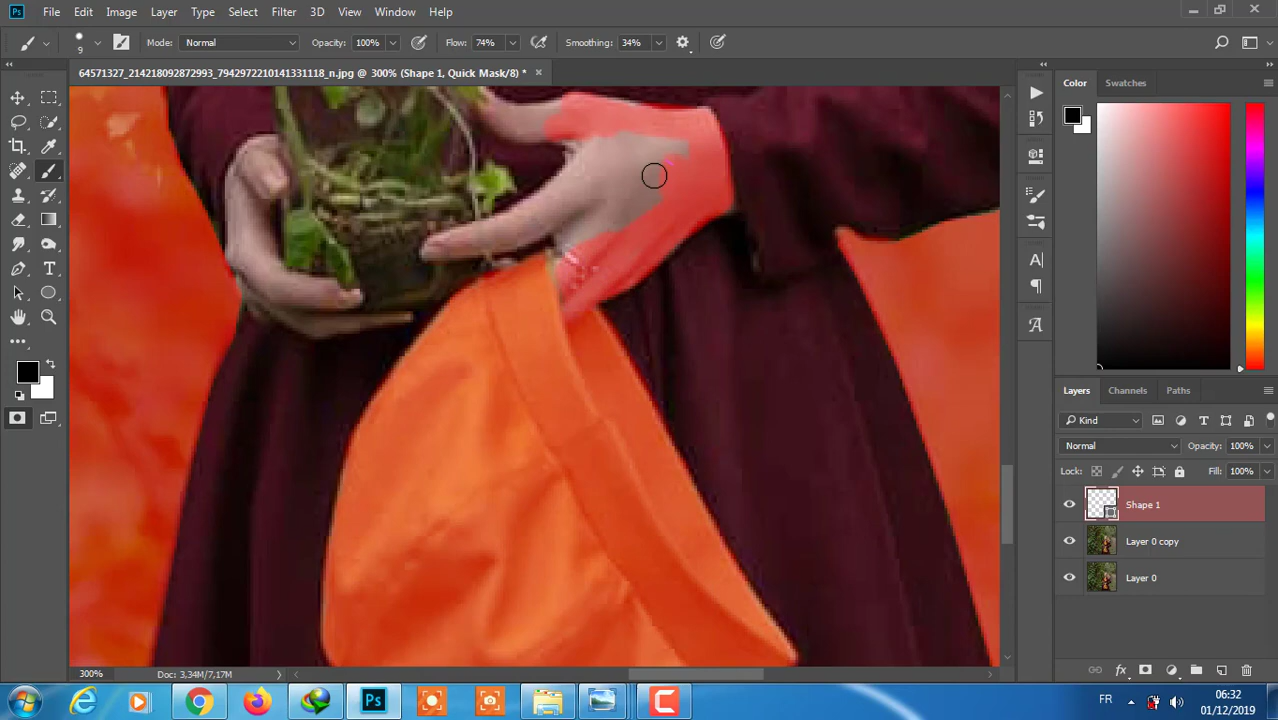 Ps File Edit Image Layer Type Select Filter 3D View Window Help
9 Mode: Normal Opacity: 100% Flow: 74% Smoothing: 34%
64571327_214218092872993_7942972210141331118_n.jpg @ 300% (Shape 1, Quick Mask/8) *
Color Swatches
Layers Channels Paths
Kind
Normal Opacity: 100%
Lock: Fill: 100%
Shape 1
Layer 0 copy
Layer 0
300% Doc: 3,34M/7,17M
Ps FR 06:32
01/12/2019